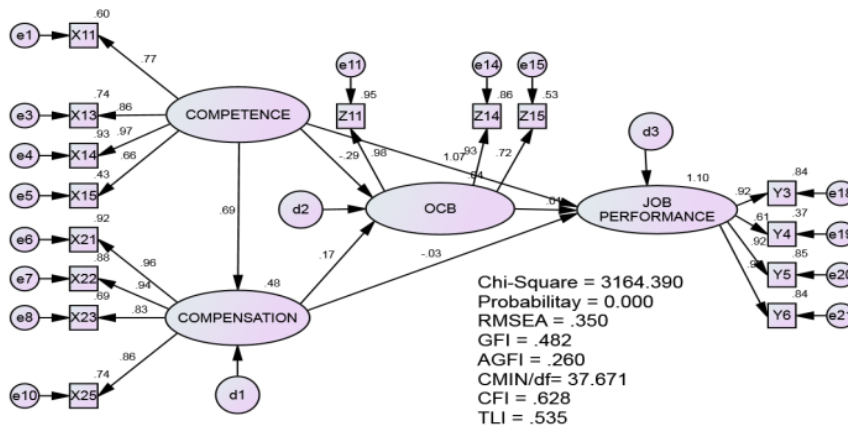 .60
e1 X11
.77
.74
e3 X13 .86
.93 .97
e4 X14
.66
.43
e5 X15
COMPETENCE
e11 e14 e15
.95 .86 .53
Z11 Z14 Z15
.98 .93 .72
-.29
1.07
d3
d2
OCB
.01
1.10
JOB
PERFORMANCE
.84
.92 Y3 e18
.61 .37
Y4 e19
.92 .85
Y5 e20
.84
Y6 e21
.69
.17
-.03
.92
e6 X21
.96
.88
e7 X22 .94
.69
e8 X23 .83
.86
.74
e10 X25
.48
COMPENSATION
d1
Chi-Square = 3164.390
Probabilitay = 0.000
RMSEA = .350
GFI = .482
AGFI = .260
CMIN/df= 37.671
CFI = .628
TLI = .535